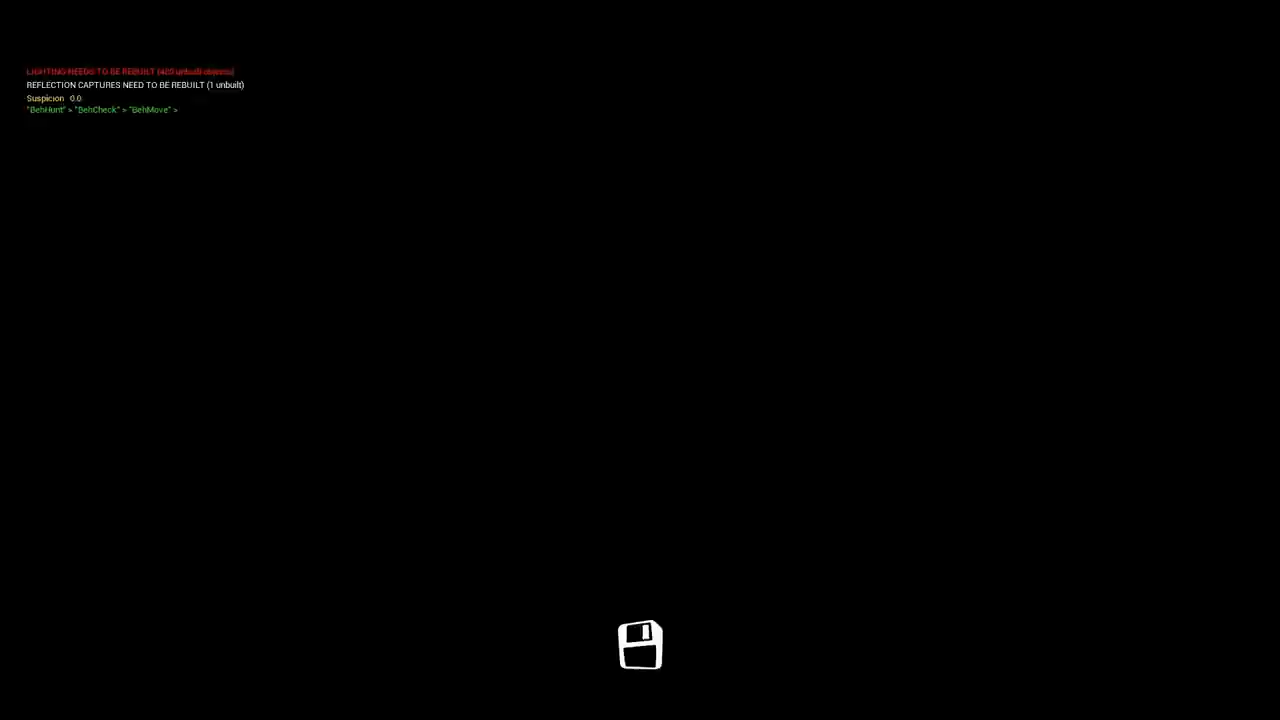 LIGHTING NEEDS TO BE REBUILT
REFLECTION CAPTURES NEED TO BE REBUILT (1 unbuilt)
Suspicion 0.0
"BehHunt" > "BehCheck" > "BehMove" >